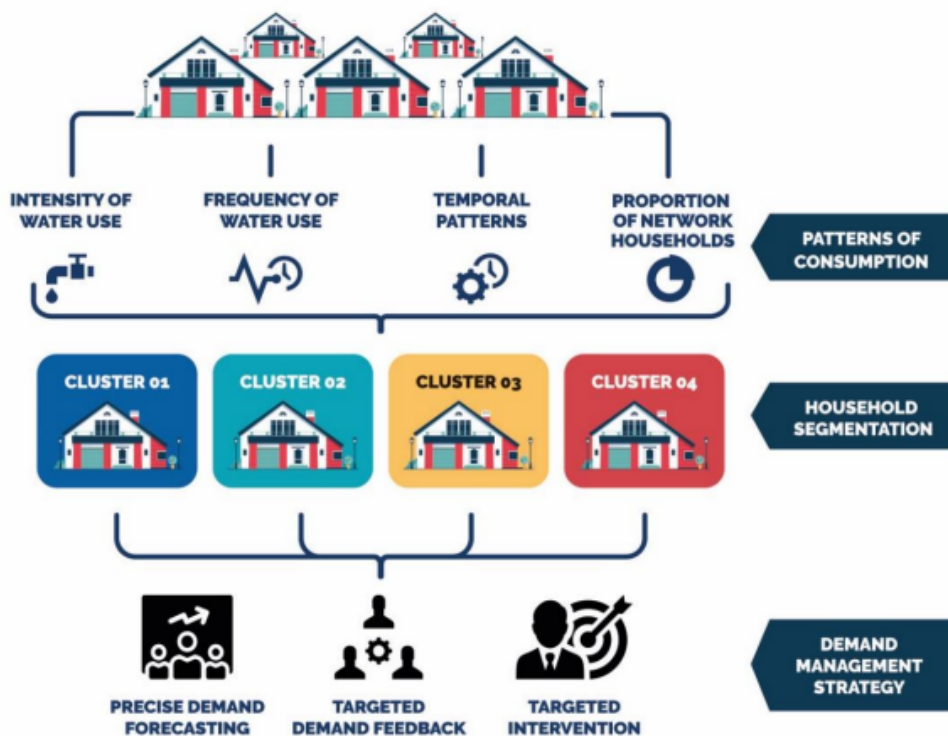 INTENSITY OF
WATER USE
FREQUENCY OF
WATER USE
TEMPORAL
PATTERNS
PROPORTION
OF NETWORK
HOUSEHOLDS
PATTERNS OF
CONSUMPTION
CLUSTER 01
CLUSTER 02
CLUSTER 03
CLUSTER 04
HOUSEHOLD
SEGMENTATION
PRECISE DEMAND
FORECASTING
TARGETED
DEMAND FEEDBACK
TARGETED
INTERVENTION
DEMAND
MANAGEMENT
STRATEGY